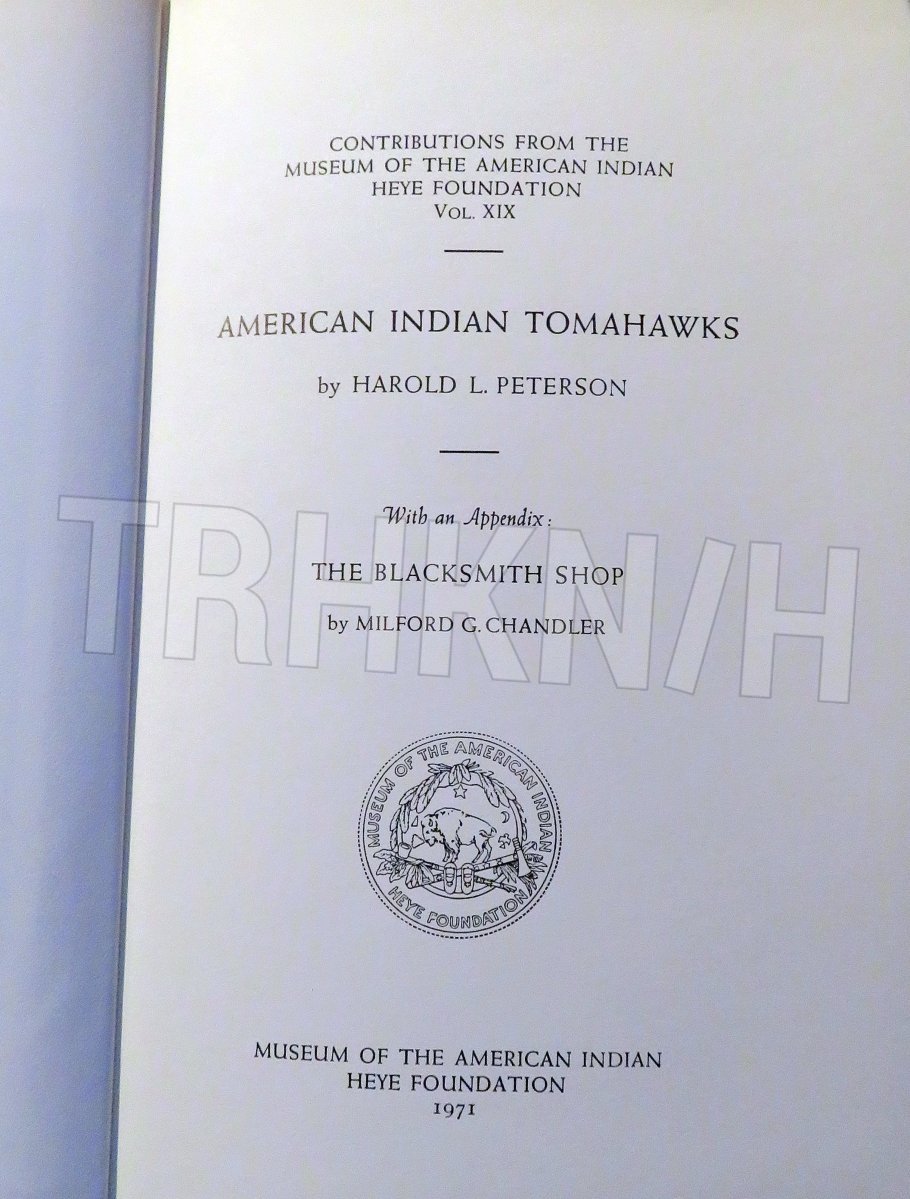 CONTRIBUTIONS FROM THE
MUSEUM OF THE AMERICAN INDIAN
HEYE FOUNDATION
VOL. XIX
AMERICAN INDIAN TOMAHAWKS
by HAROLD L. PETERSON
With an Appendix:
TRHKN/H
THE BLACKSMITH SHOP
by MILFORD G. CHANDLER
MUSEUM OF THE AMERICAN INDIAN
HEYE FOUNDATION
MUSEUM OF THE AMERICAN INDIAN
HEYE FOUNDATION
1971